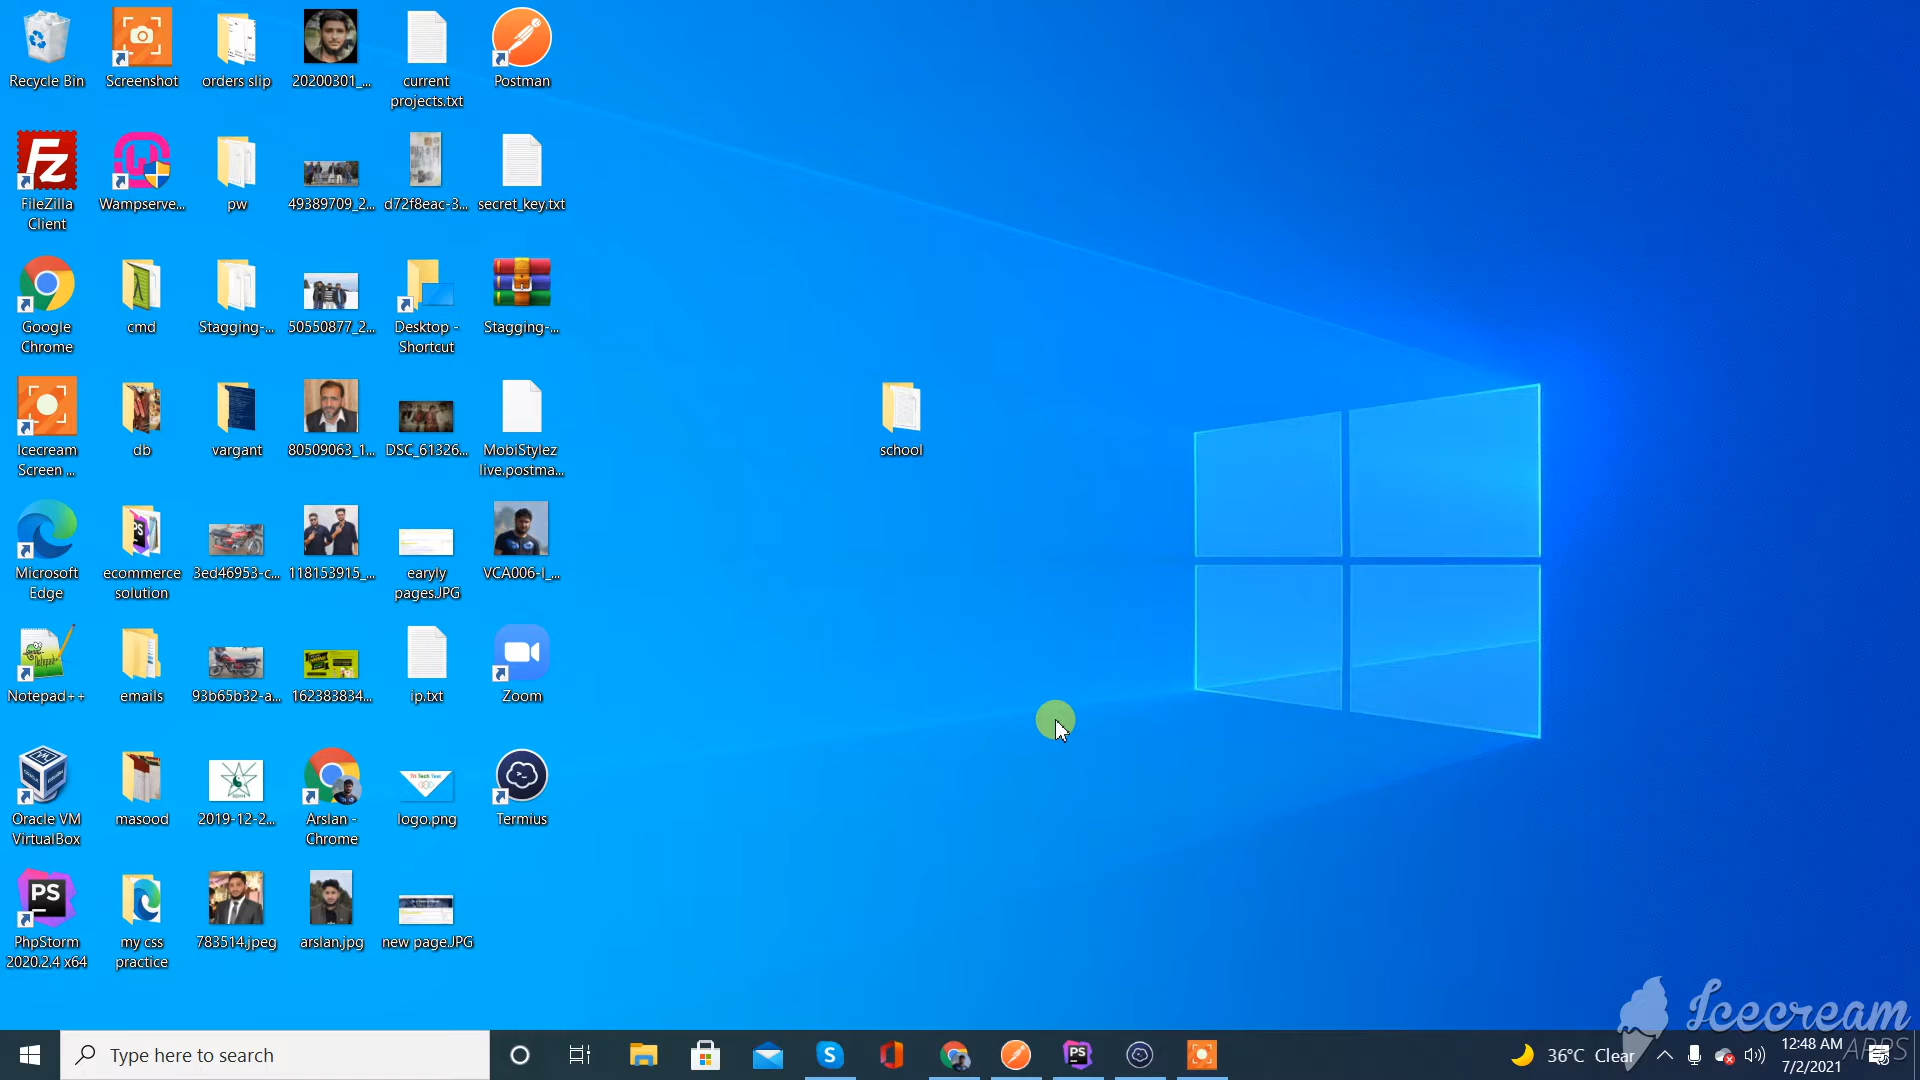 Recycle Bin
Screenshot
orders slip
20200301_...
current
projects.txt
Postman
FileZilla
Client
Wampserve...
pw
49389709_2...
d72f8eac-3...
secret_key.txt
Google
Chrome
cmd
Stagging-...
50550877_2...
Desktop -
Shortcut
Stagging-...
Icecream
Screen ...
db
vargant
80509063_1...
DSC_61326...
MobiStylez
live.postma...
school
Microsoft
Edge
ecommerce
solution
3ed46953-c...
118153915_...
earyly
pages.JPG
VCA006-I_...
Notepad++
emails
93b65b32-a...
162383834...
ip.txt
Zoom
Oracle VM
VirtualBox
masood
2019-12-2...
Arslan -
Chrome
logo.png
Termius
PhpStorm
2020.2.4 x64
my css
practice
783514.jpeg
arslan.jpg
new page.JPG
Icecream
APPS
Type here to search
36°C Clear
12:48 AM
7/2/2021